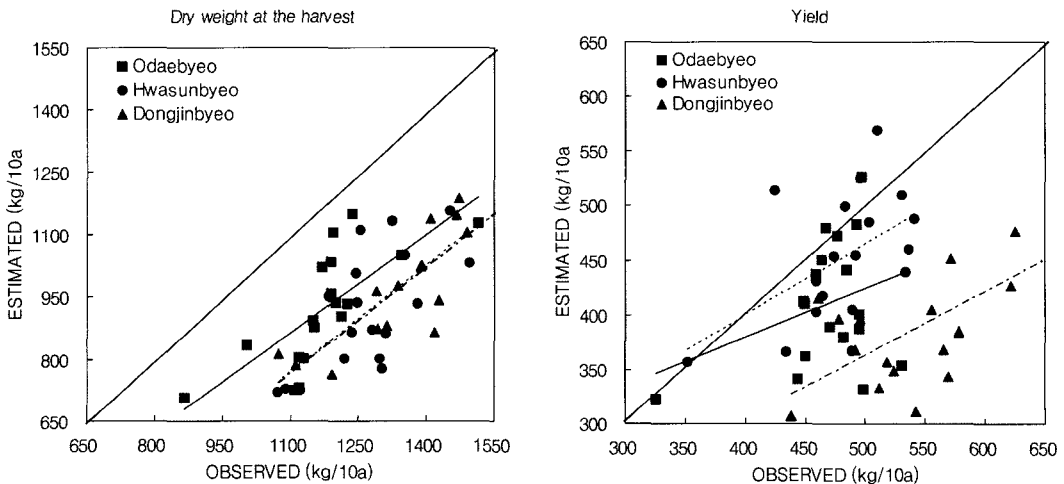 Dry weight at the harvest
1550
1450
1250
1100
950
800
650
ESTIMATED (kg/10a
Odaebyeo
Hwasunbyeo
Dongjinbyeo
650 800 950 1100 1250 1400 1550
OBSERVED (kg/10a)
Yield
650
600
550
500
450
400
350
300
ESTIMATED (kg/10a)
Odaebyeo
Hwasunbyeo
Dongjinbyeo
300 350 400 450 500 550 600 650
OBSERVED (kg/10a)